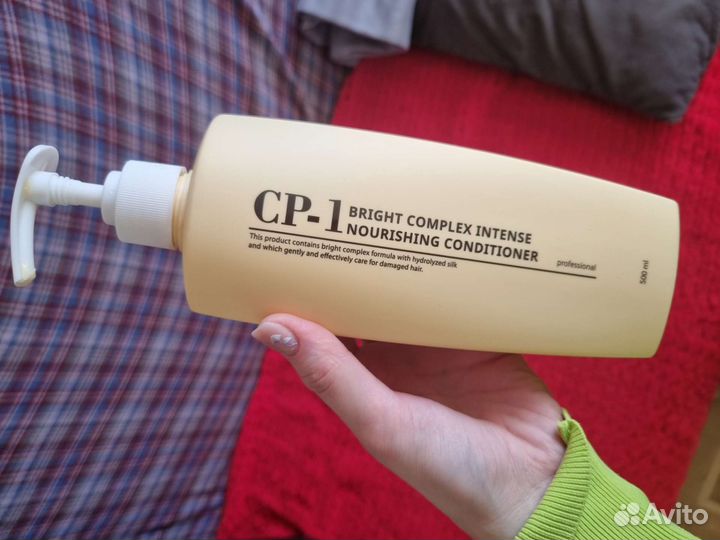 CP-1 BRIGHT COMPLEX INTENSE
NOURISHING CONDITIONER
This product contains bright complex formula with hydrolyzed silk
and which gently and effectively care for damaged hair.
professional
500 ml
Avito